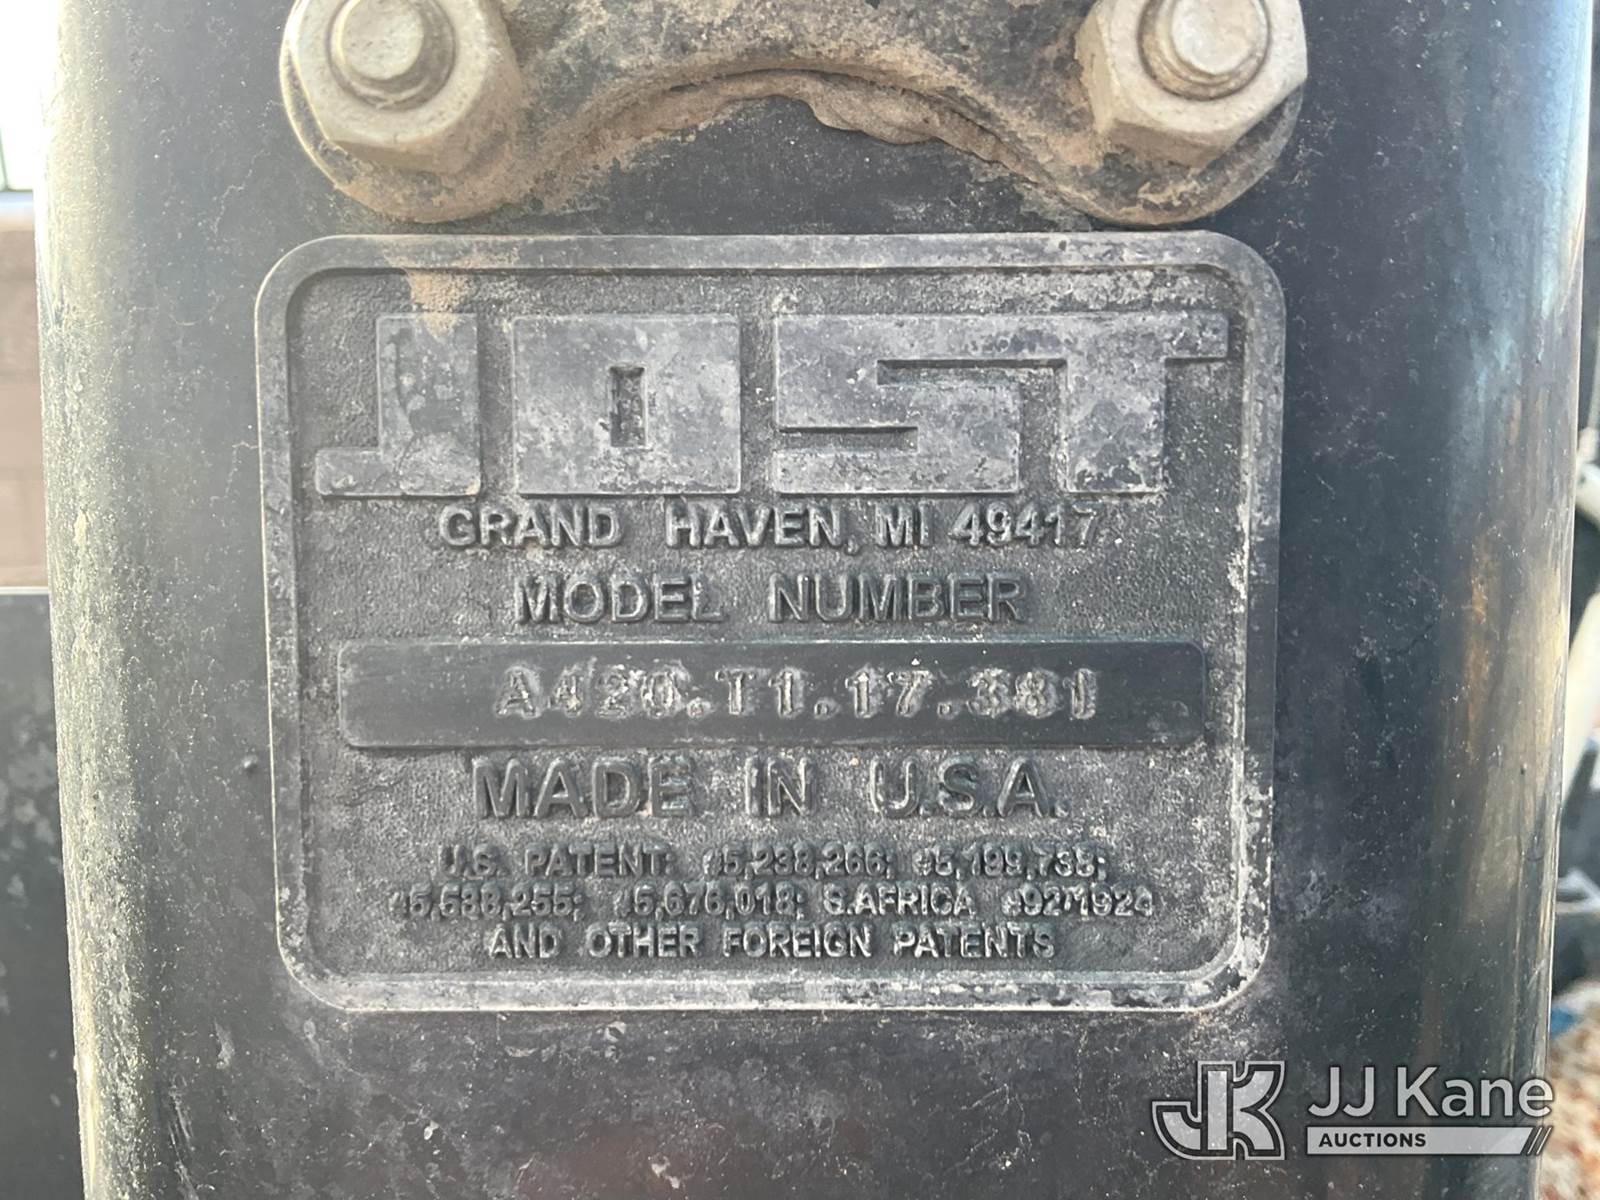 JOST
GRAND HAVEN, MI 49417
MODEL NUMBER
A420.T1.17.381
MADE IN U.S.A.
U.S. PATENT: #5,238,266; #5,199,738;
#5,538,255; #5,676,018; S.AFRICA #92/1924
AND OTHER FOREIGN PATENTS
JK JJ Kane
AUCTIONS